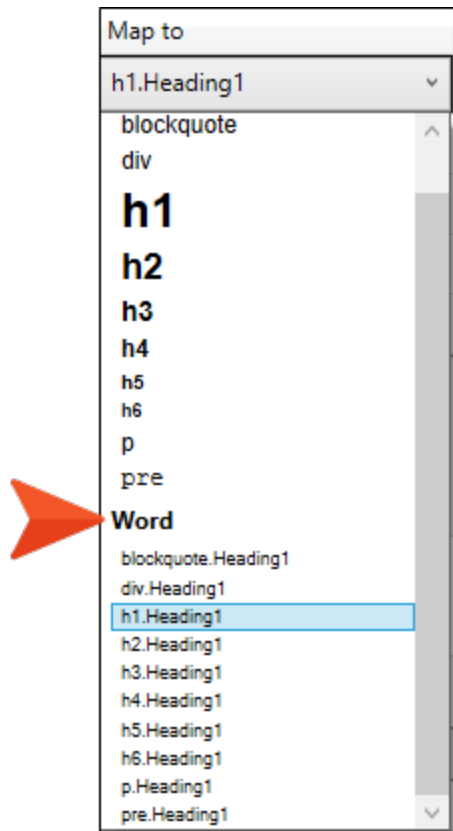 Map to
h1.Heading1
blockquote
div
h1
h2
h3
h4
h5
h6
p
pre
Word
blockquote.Heading1
div.Heading1
h1.Heading1
h2.Heading1
h3.Heading1
h4.Heading1
h5.Heading1
h6.Heading1
p.Heading1
pre.Heading1